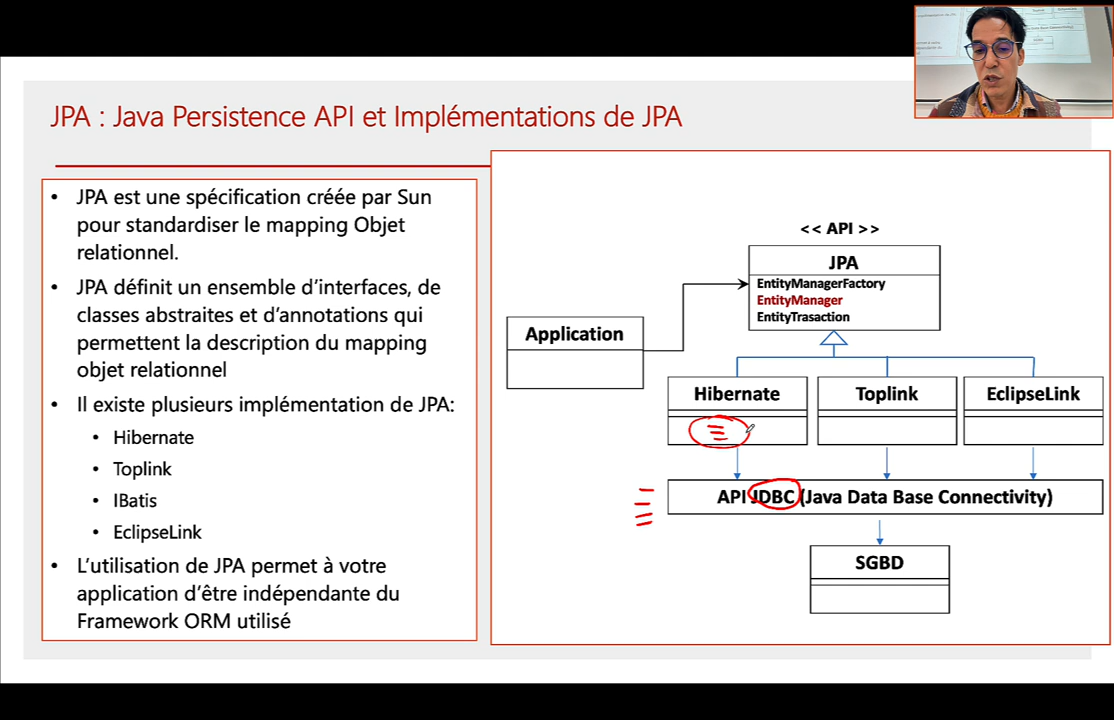 JPA : Java Persistence API et Implémentations de JPA
• JPA est une spécification créée par Sun
pour standardiser le mapping Objet
relationnel.
• JPA définit un ensemble d'interfaces, de
classes abstraites et d'annotations qui
permettent la description du mapping
objet relationnel
• Il existe plusieurs implémentation de JPA:
• Hibernate
• Toplink
• IBatis
• EclipseLink
• L'utilisation de JPA permet à votre
application d'être indépendante du
Framework ORM utilisé
<< API >>
JPA
EntityManagerFactory
EntityManager
EntityTrasaction
Application
Hibernate
Toplink
EclipseLink
API JDBC (Java Data Base Connectivity)
SGBD